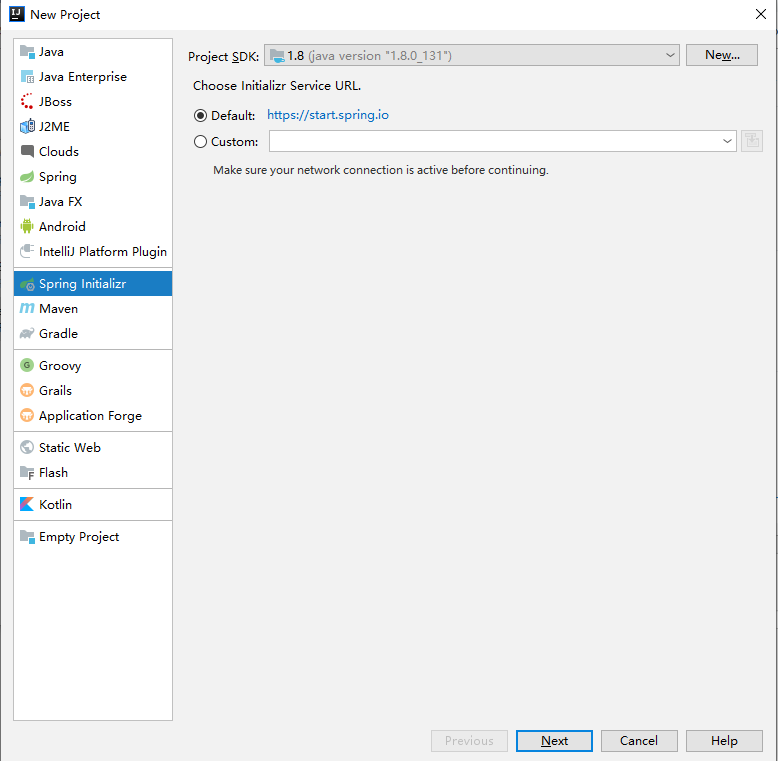 New Project
Java
Java Enterprise
JBoss
J2ME
Clouds
Spring
Java FX
Android
IntelliJ Platform Plugin
Spring Initializr
Maven
Gradle
Groovy
Grails
Application Forge
Static Web
Flash
Kotlin
Empty Project
Project SDK: 1.8 (java version "1.8.0_131") New...
Choose Initializr Service URL.
Default: https://start.spring.io
Custom:
Make sure your network connection is active before continuing.
Previous Next Cancel Help